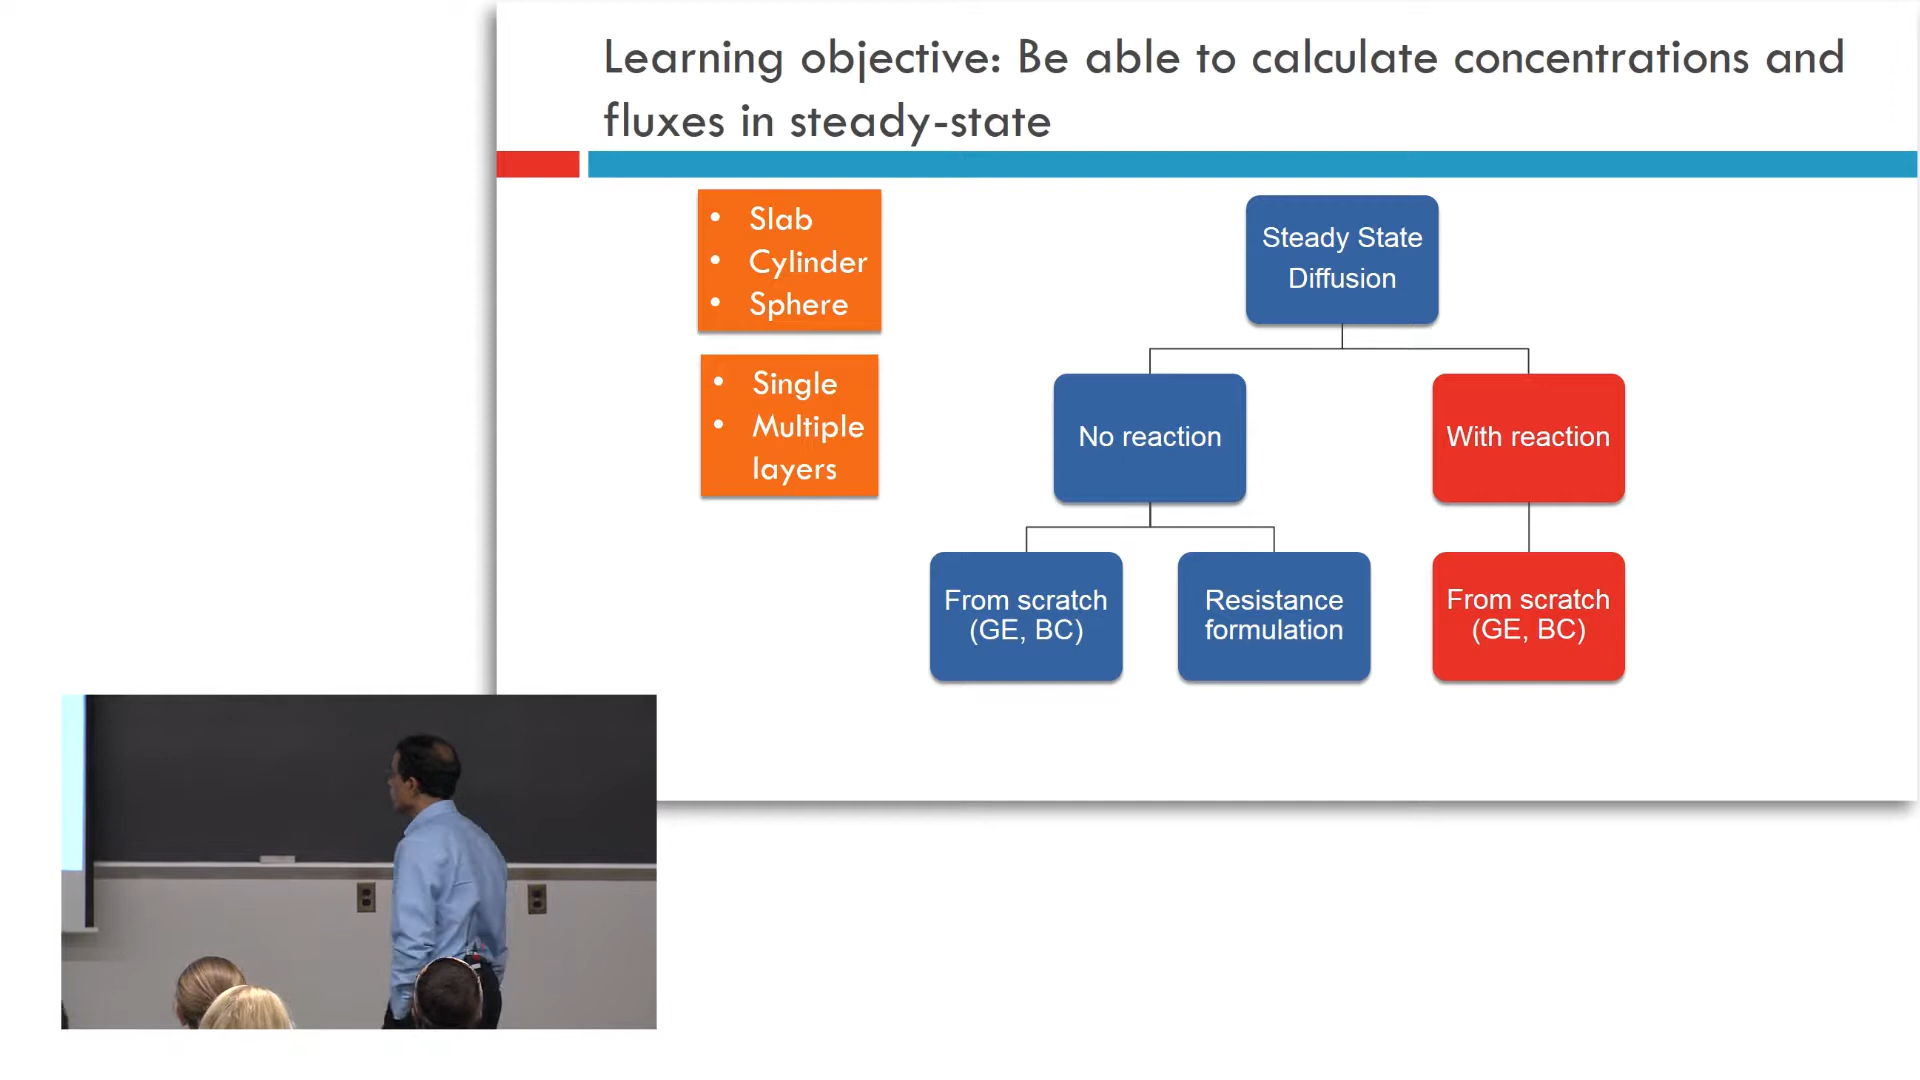 Learning objective: Be able to calculate concentrations and
fluxes in steady-state
• Slab
• Cylinder
• Sphere
• Single
• Multiple
layers
Steady State
Diffusion
No reaction
With reaction
From scratch
(GE, BC)
Resistance
formulation
From scratch
(GE, BC)